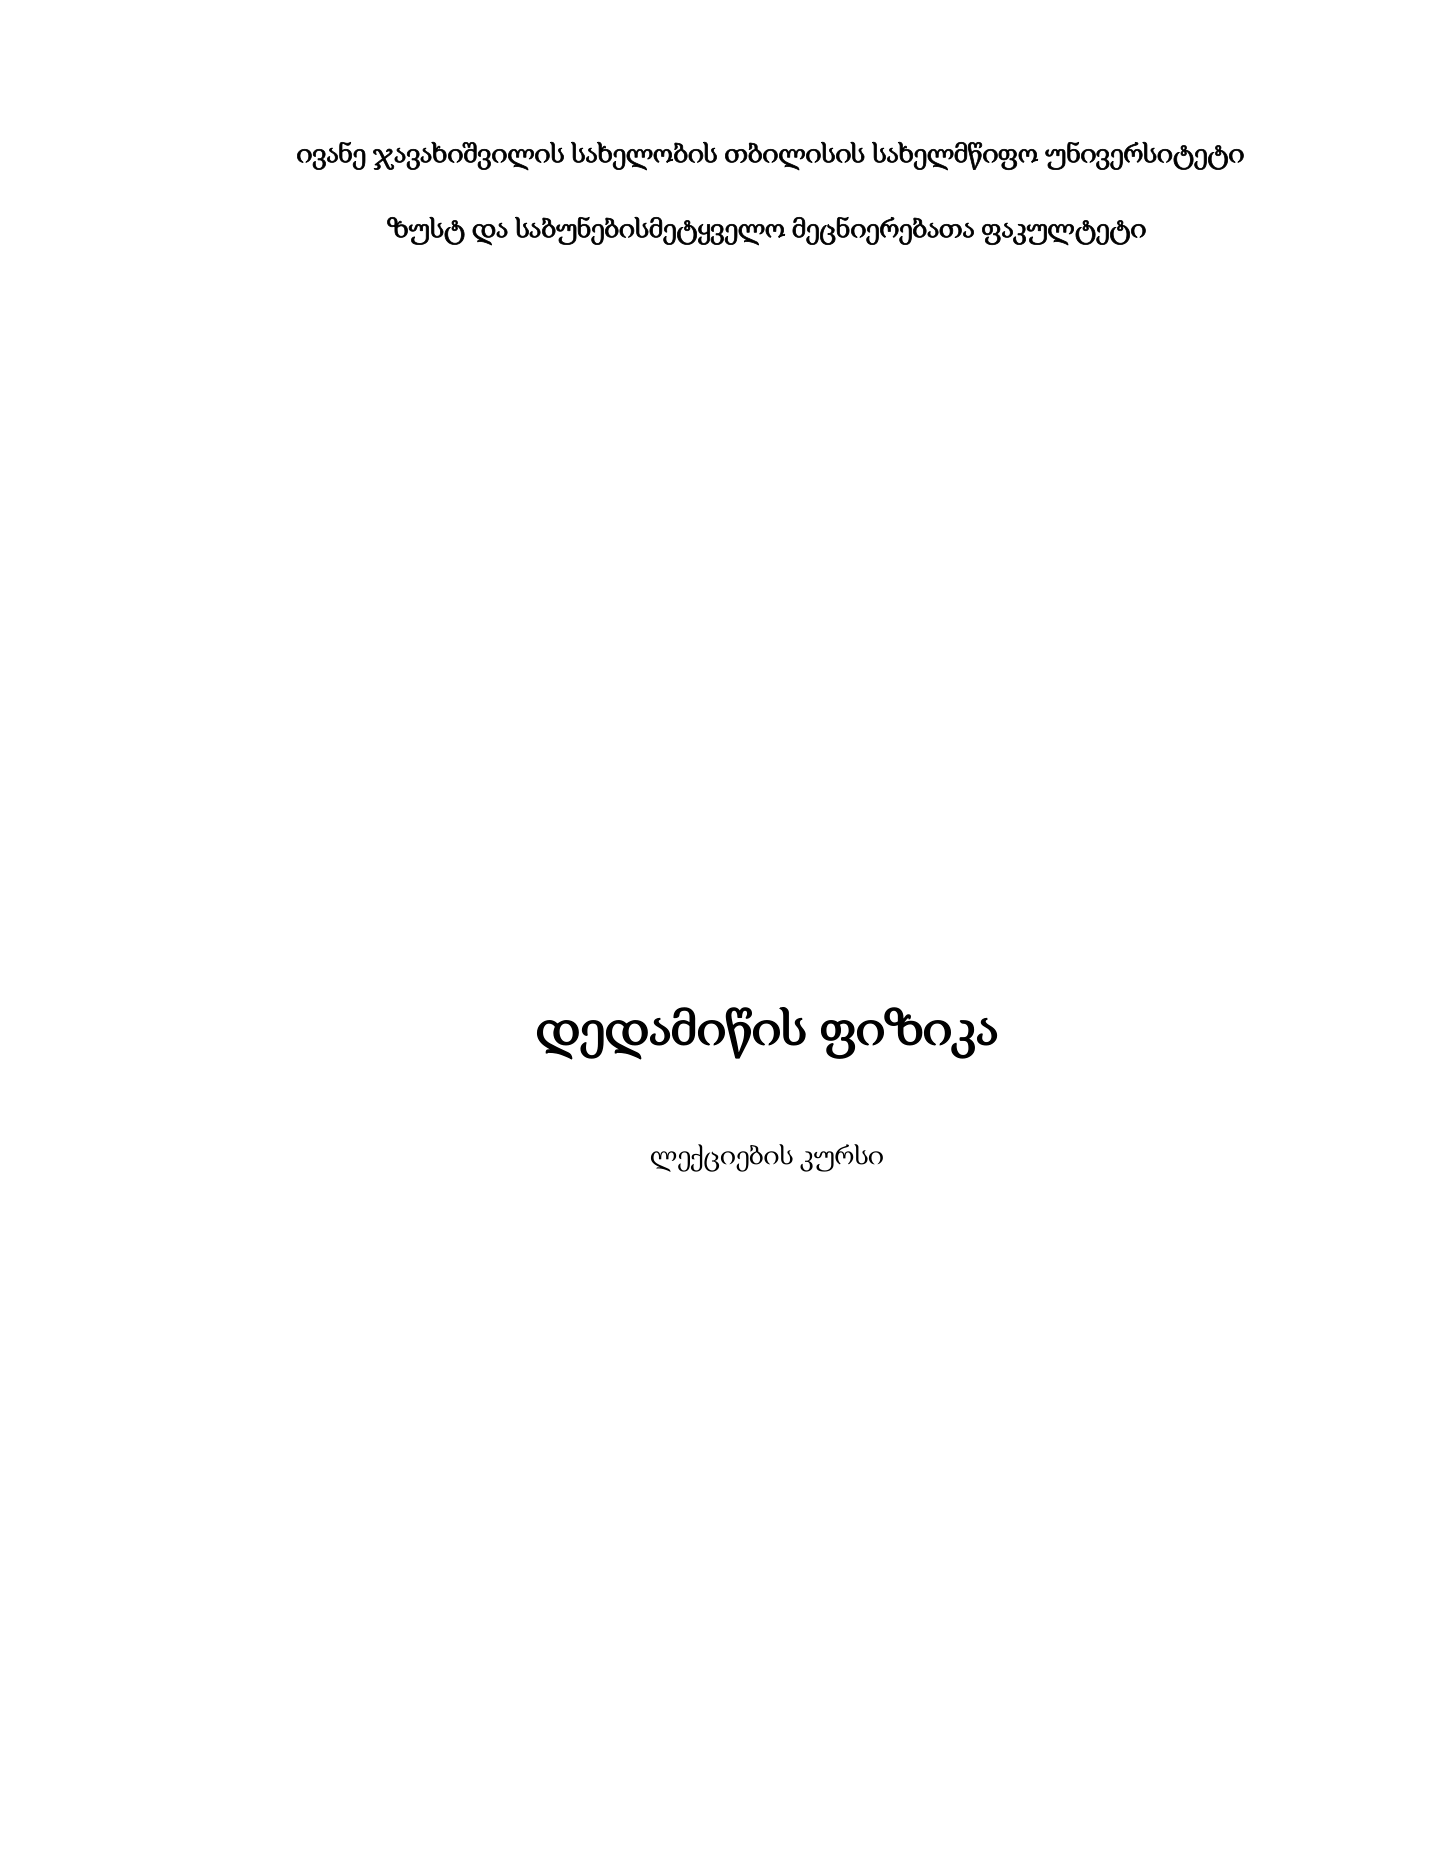 ივანე ჯავახიშვილის სახელობის თბილისის სახელმწიფო უნივერსიტეტი
ზუსტ და საბუნებისმეტყველო მეცნიერებათა ფაკულტეტი
დედამიწის ფიზიკა
ლექციების კურსი